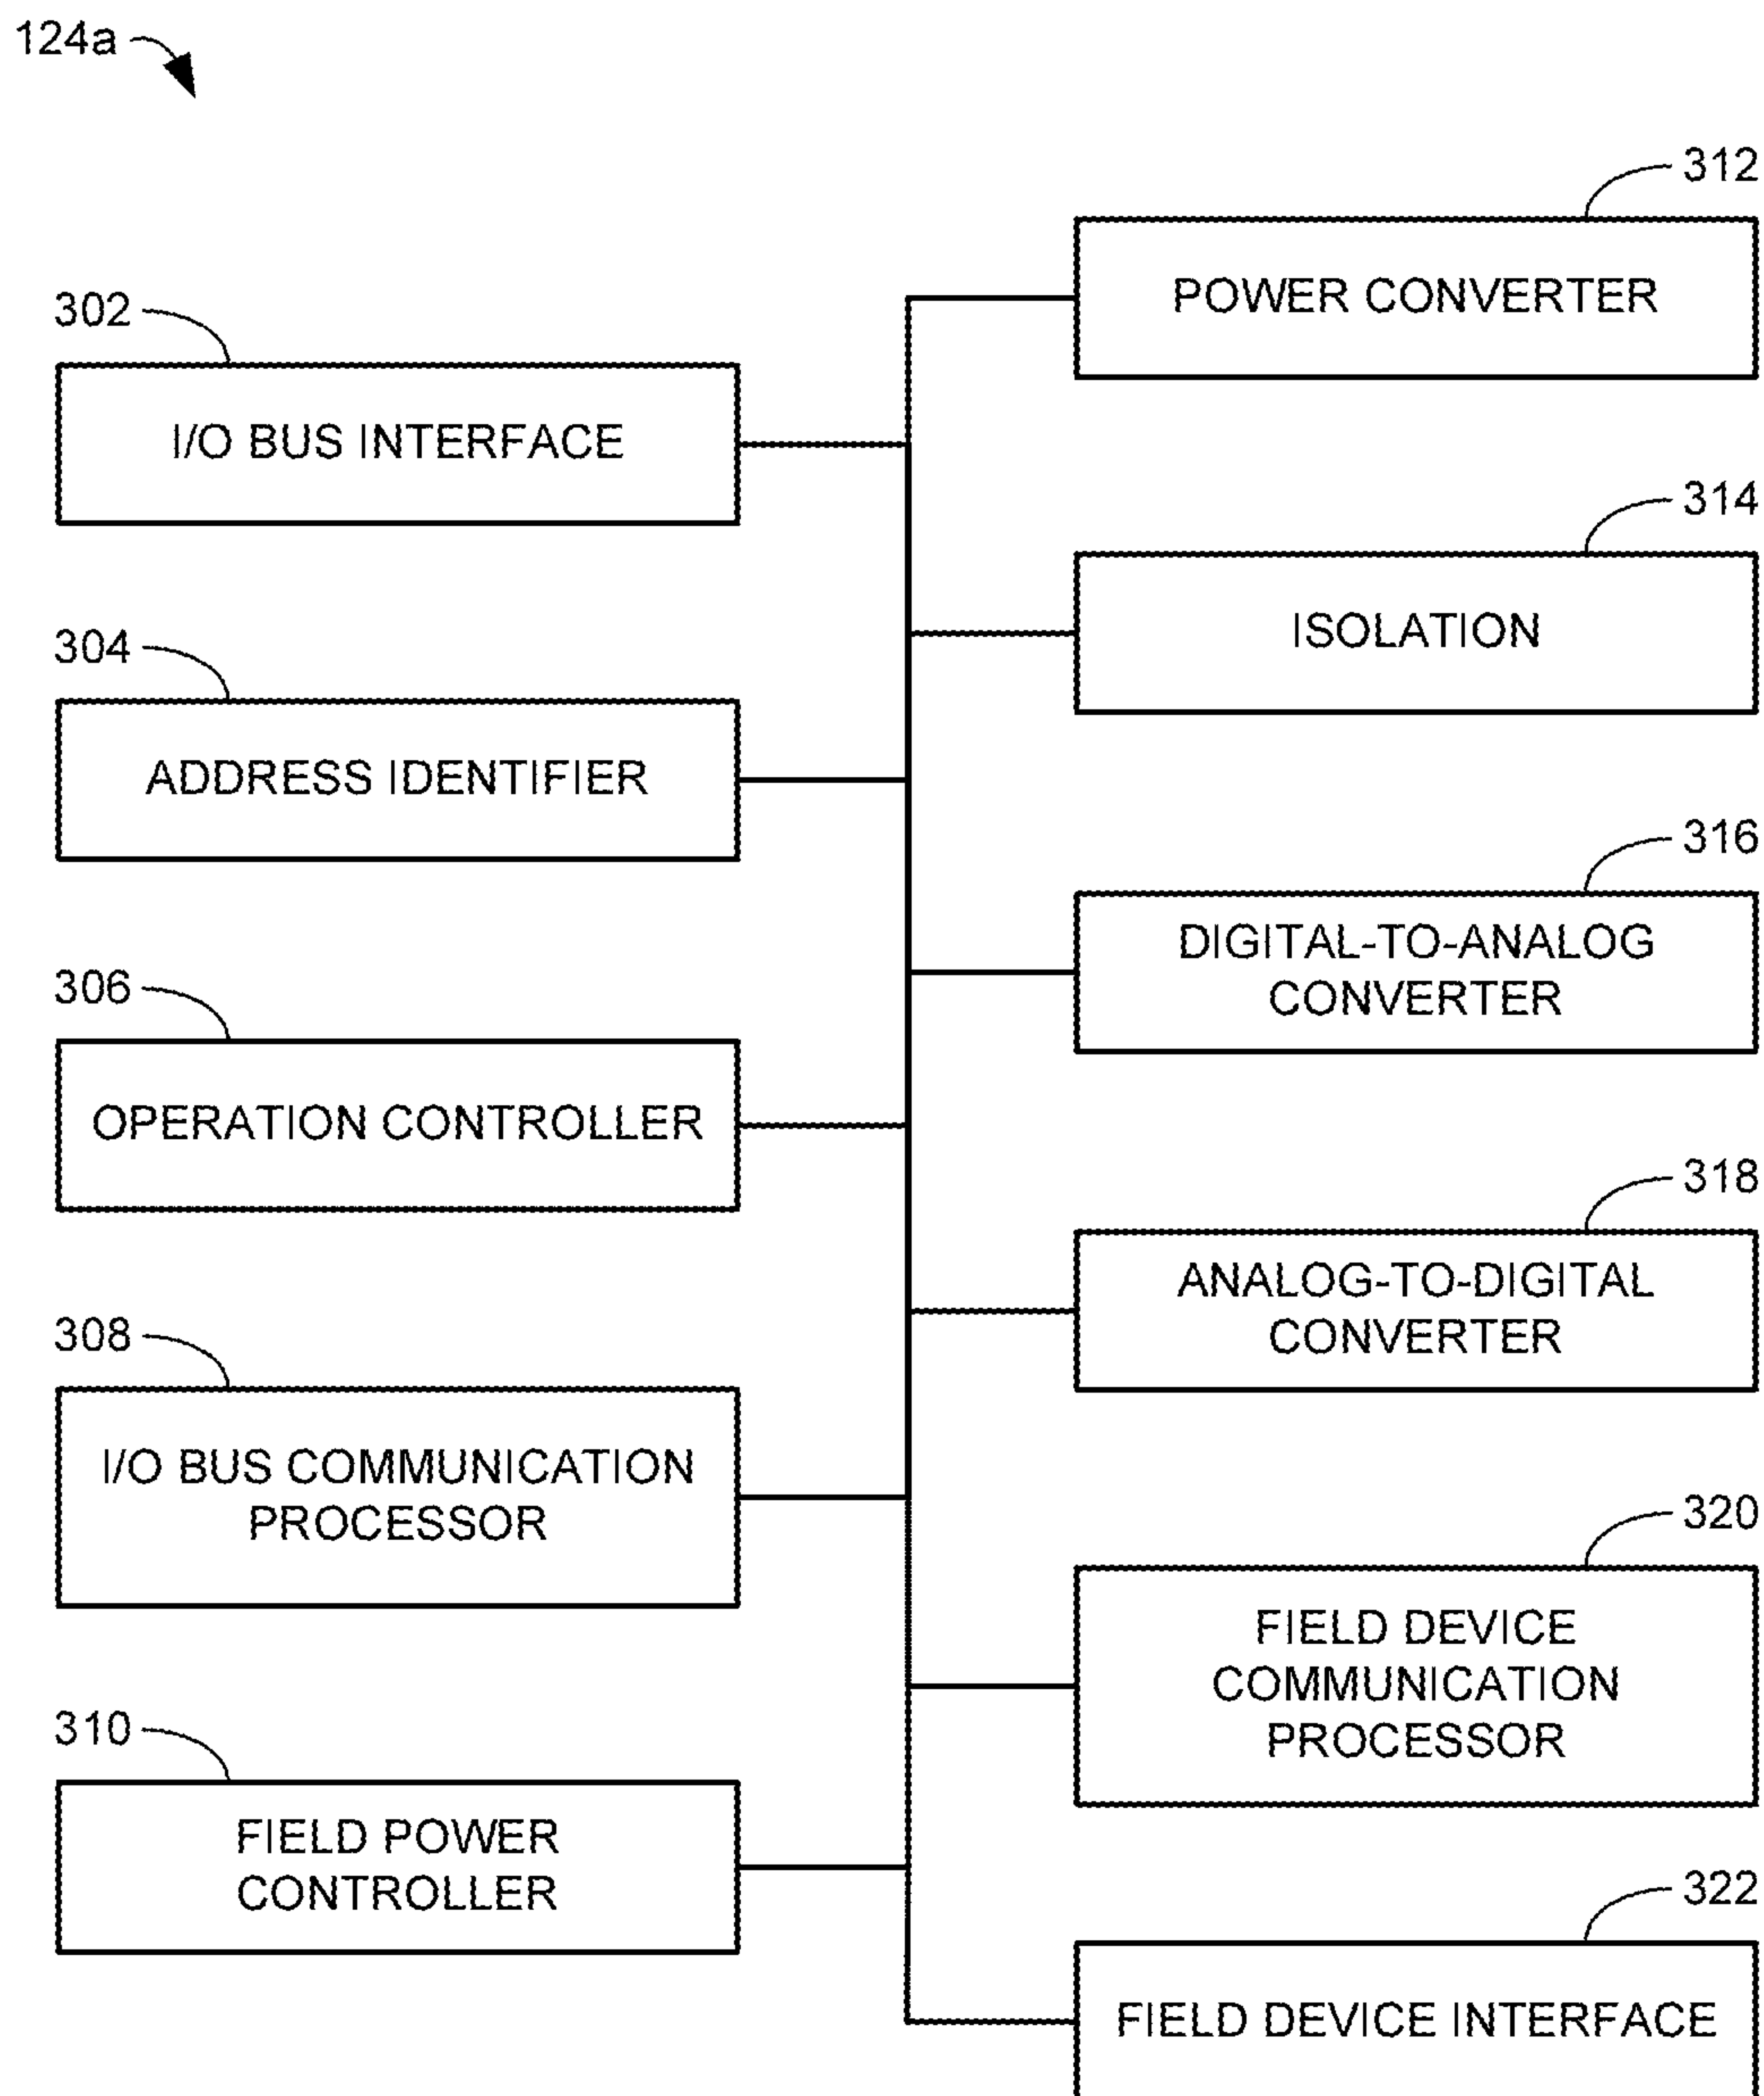 124a
302
I/O BUS INTERFACE
304
ADDRESS IDENTIFIER
306
OPERATION CONTROLLER
308
I/O BUS COMMUNICATION
PROCESSOR
310
FIELD POWER
CONTROLLER
312
POWER CONVERTER
314
ISOLATION
316
DIGITAL-TO-ANALOG
CONVERTER
318
ANALOG-TO-DIGITAL
CONVERTER
320
FIELD DEVICE
COMMUNICATION
PROCESSOR
322
FIELD DEVICE INTERFACE